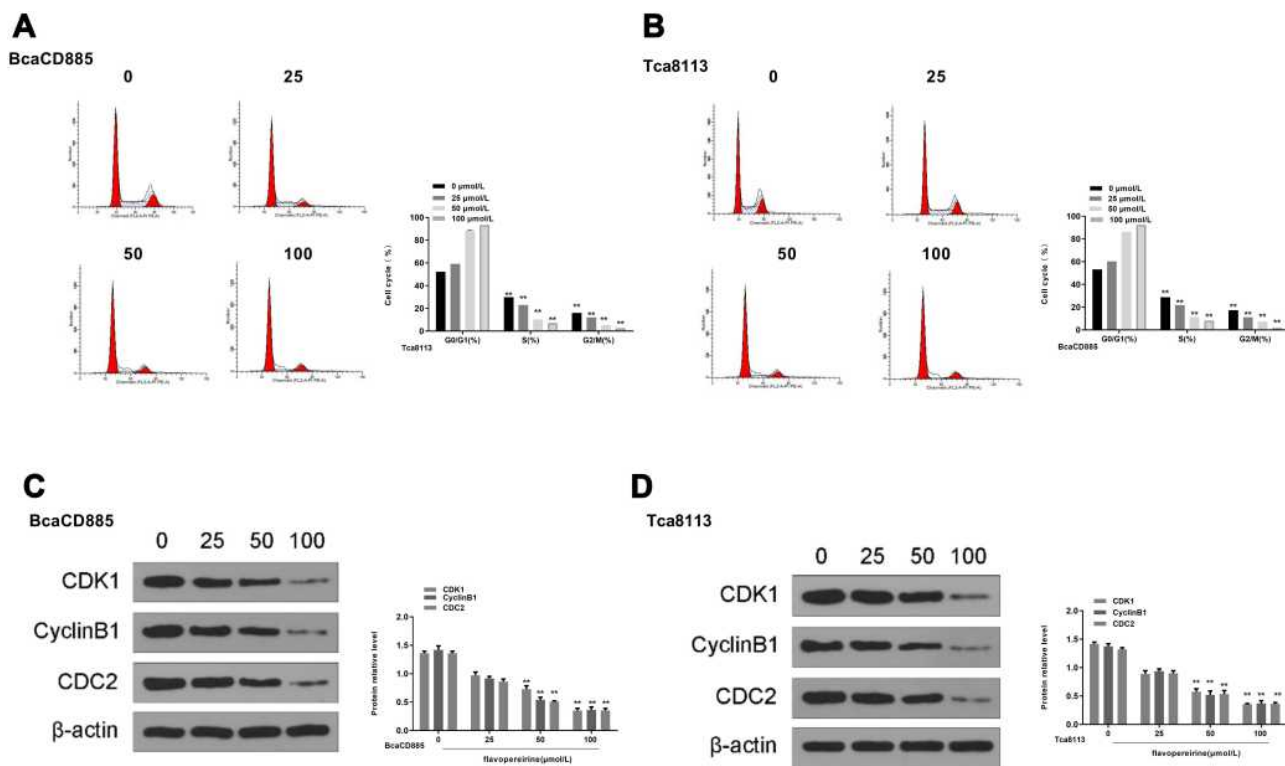 A
BcaCD885
0
25
50
100
0 μmol/L
25 μmol/L
50 μmol/L
100 μmol/L
Cell cycle (%)
100
80
60
40
20
0
** ** ** ** ** ** ** **
G0/G1(%) S(%) G2/M(%)
Tca8113
B
Tca8113
0
25
50
100
0 μmol/L
25 μmol/L
50 μmol/L
100 μmol/L
Cell cycle (%)
100
80
60
40
20
0
** ** ** ** ** ** ** **
G0/G1(%) S(%) G2/M(%)
BcaCD885
C
BcaCD885
0 25 50 100
CDK1
CyclinB1
CDC2
β-actin
CDK1
CyclinB1
CDC2
Protein relative level
2.0
1.5
1.0
0.5
0.0
** ** ** ** ** **
0 25 50 100
BcaCD885
flavopereirine(μmol/L)
D
Tca8113
0 25 50 100
CDK1
CyclinB1
CDC2
β-actin
CDK1
CyclinB1
CDC2
Protein relative level
2.0
1.5
1.0
0.5
0.0
** ** ** ** ** **
0 25 50 100
Tca8113
flavopereirine(μmol/L)